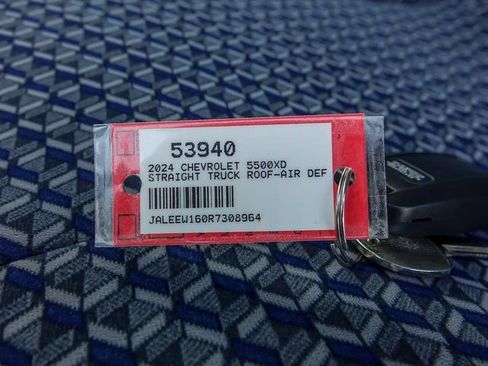 53940
2024 CHEVROLET 5500XD
STRAIGHT TRUCK ROOF-AIR DEF
JALEEW160R7308964